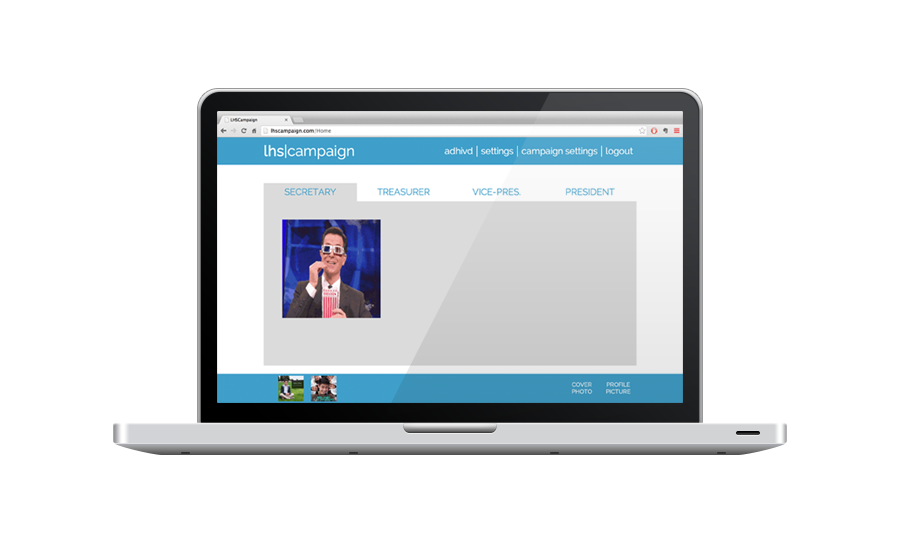 LHSCampaign
lhscampaign.com/Home
lhs|campaign
adhivd | settings | campaign settings | logout
SECRETARY TREASURER VICE-PRES. PRESIDENT
COVER PHOTO
PROFILE PICTURE